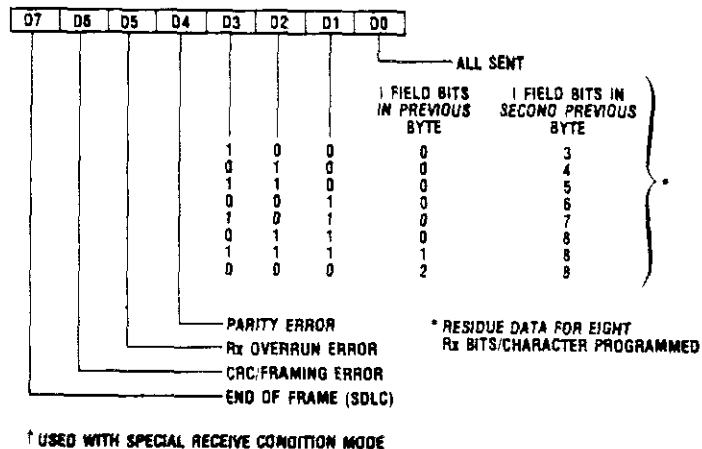 D7 D6 D5 D4 D3 D2 D1 D0
ALL SENT
I FIELD BITS IN PREVIOUS BYTE
I FIELD BITS IN SECOND PREVIOUS BYTE
1 0 0 0 3
0 1 0 0 4
1 1 0 0 5
0 0 1 0 6
1 0 1 0 7
0 1 1 0 8
1 1 1 1 8
0 0 0 2 8
*
PARITY ERROR
Rx OVERRUN ERROR
CRC/FRAMING ERROR
END OF FRAME (SDLC)
* RESIDUE DATA FOR EIGHT
Rx BITS/CHARACTER PROGRAMMED
† USED WITH SPECIAL RECEIVE CONDITION MODE